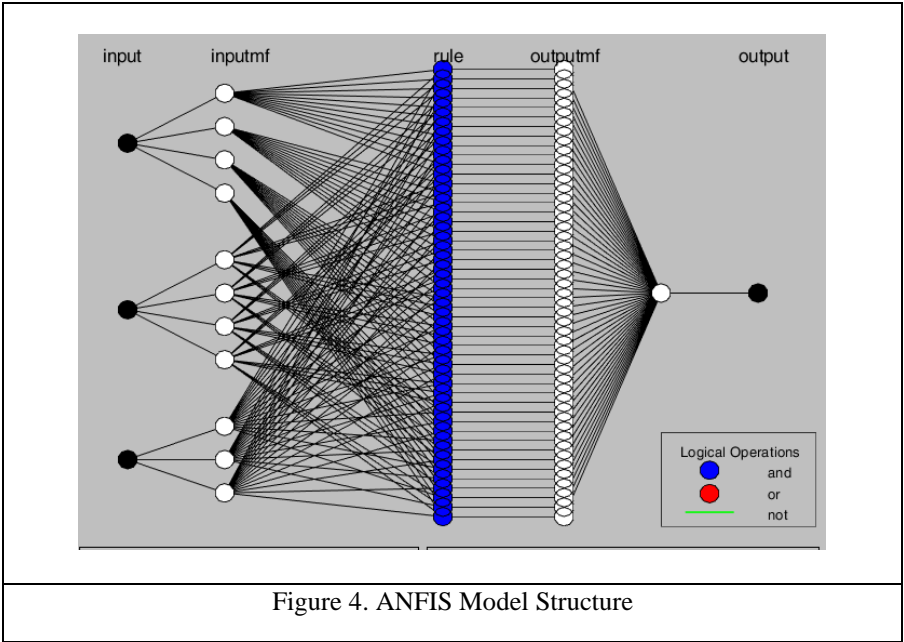 input inputmf rule outputmf output
Logical Operations
and
or
not
Figure 4. ANFIS Model Structure